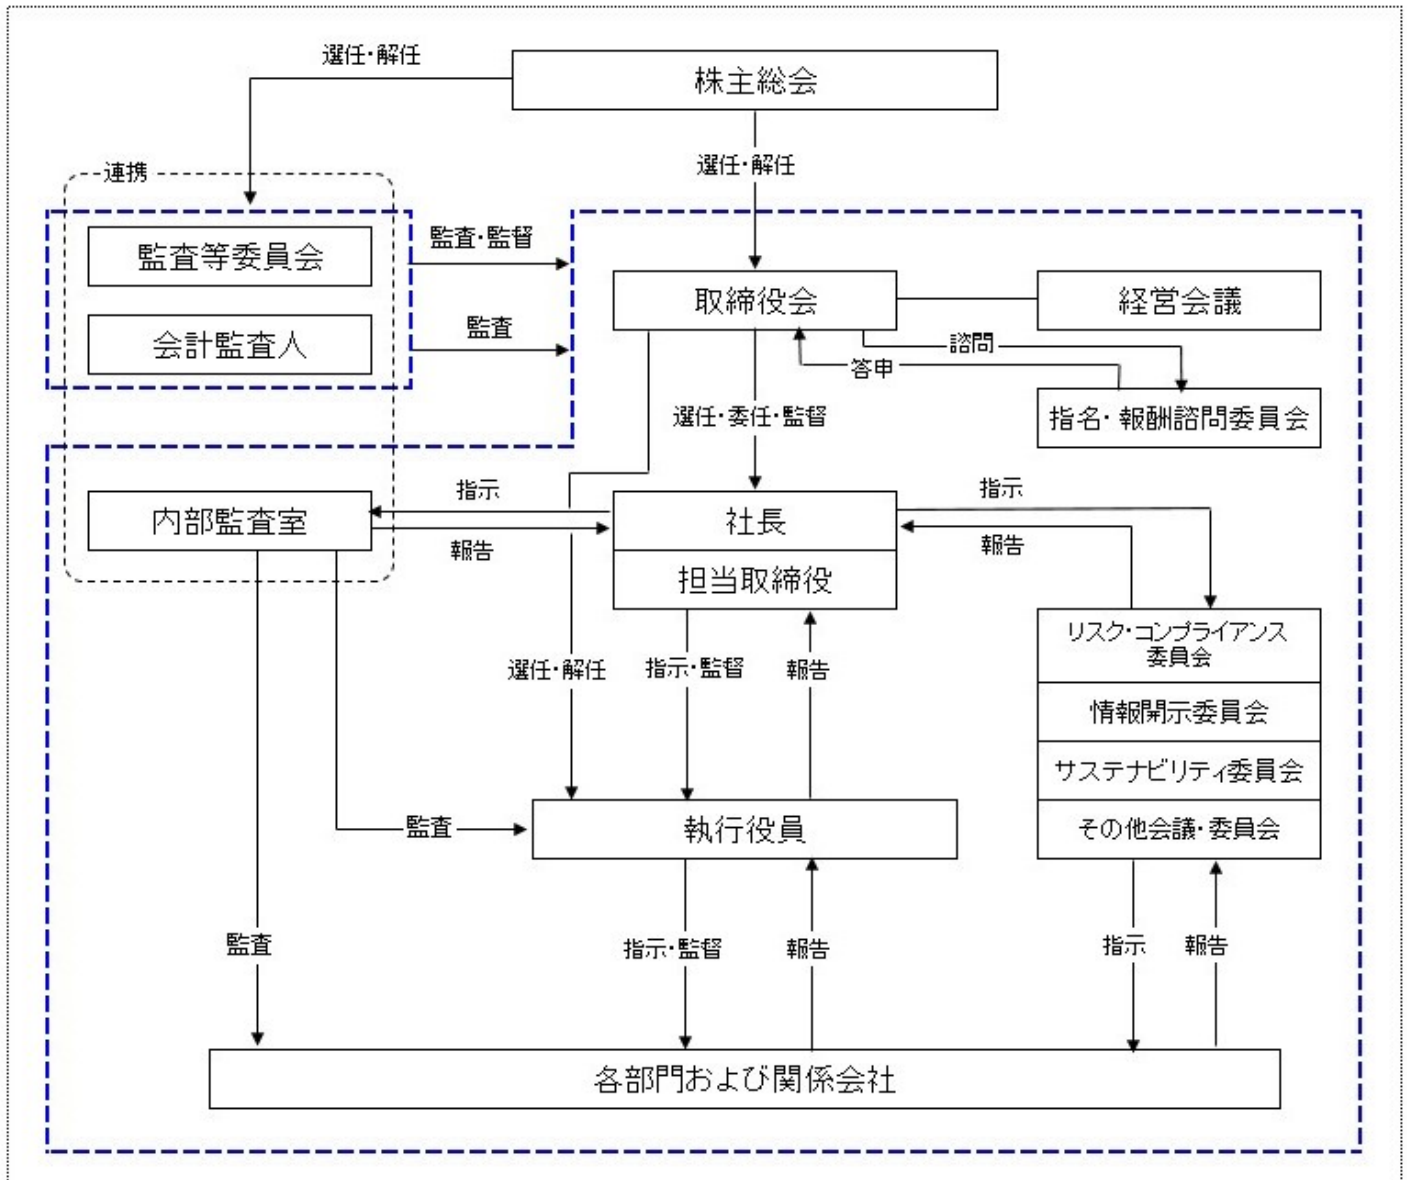 選任・解任
株主総会
選任・解任
連携
監査等委員会
監査・監督
会計監査人
監査
取締役会
経営会議
諮問
答申
指名・報酬諮問委員会
選任・委任・監督
内部監査室
指示
報告
社長
担当取締役
指示
報告
リスク・コンプライアンス
委員会
情報開示委員会
サステナビリティ委員会
その他会議・委員会
選任・解任
指示・監督
報告
監査
執行役員
監査
指示・監督
報告
指示
報告
各部門および関係会社